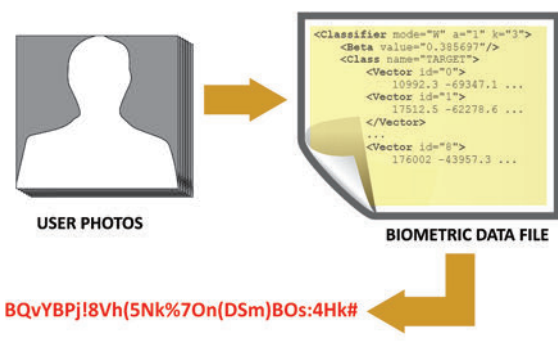 <Classifier mode="W" a="1" k="3">
<Beta value="0.385697"/>
<Class name="TARGET">
<Vector id="0">
10992.3 -69347.1 ...
<Vector id="1">
17512.5 -62278.6 ...
</Vector>
...
<Vector id="8">
176002 -43957.3 ...
USER PHOTOS
BIOMETRIC DATA FILE
BQvYBPj!8Vh(5Nk%7On(DSm)BOs:4Hk#